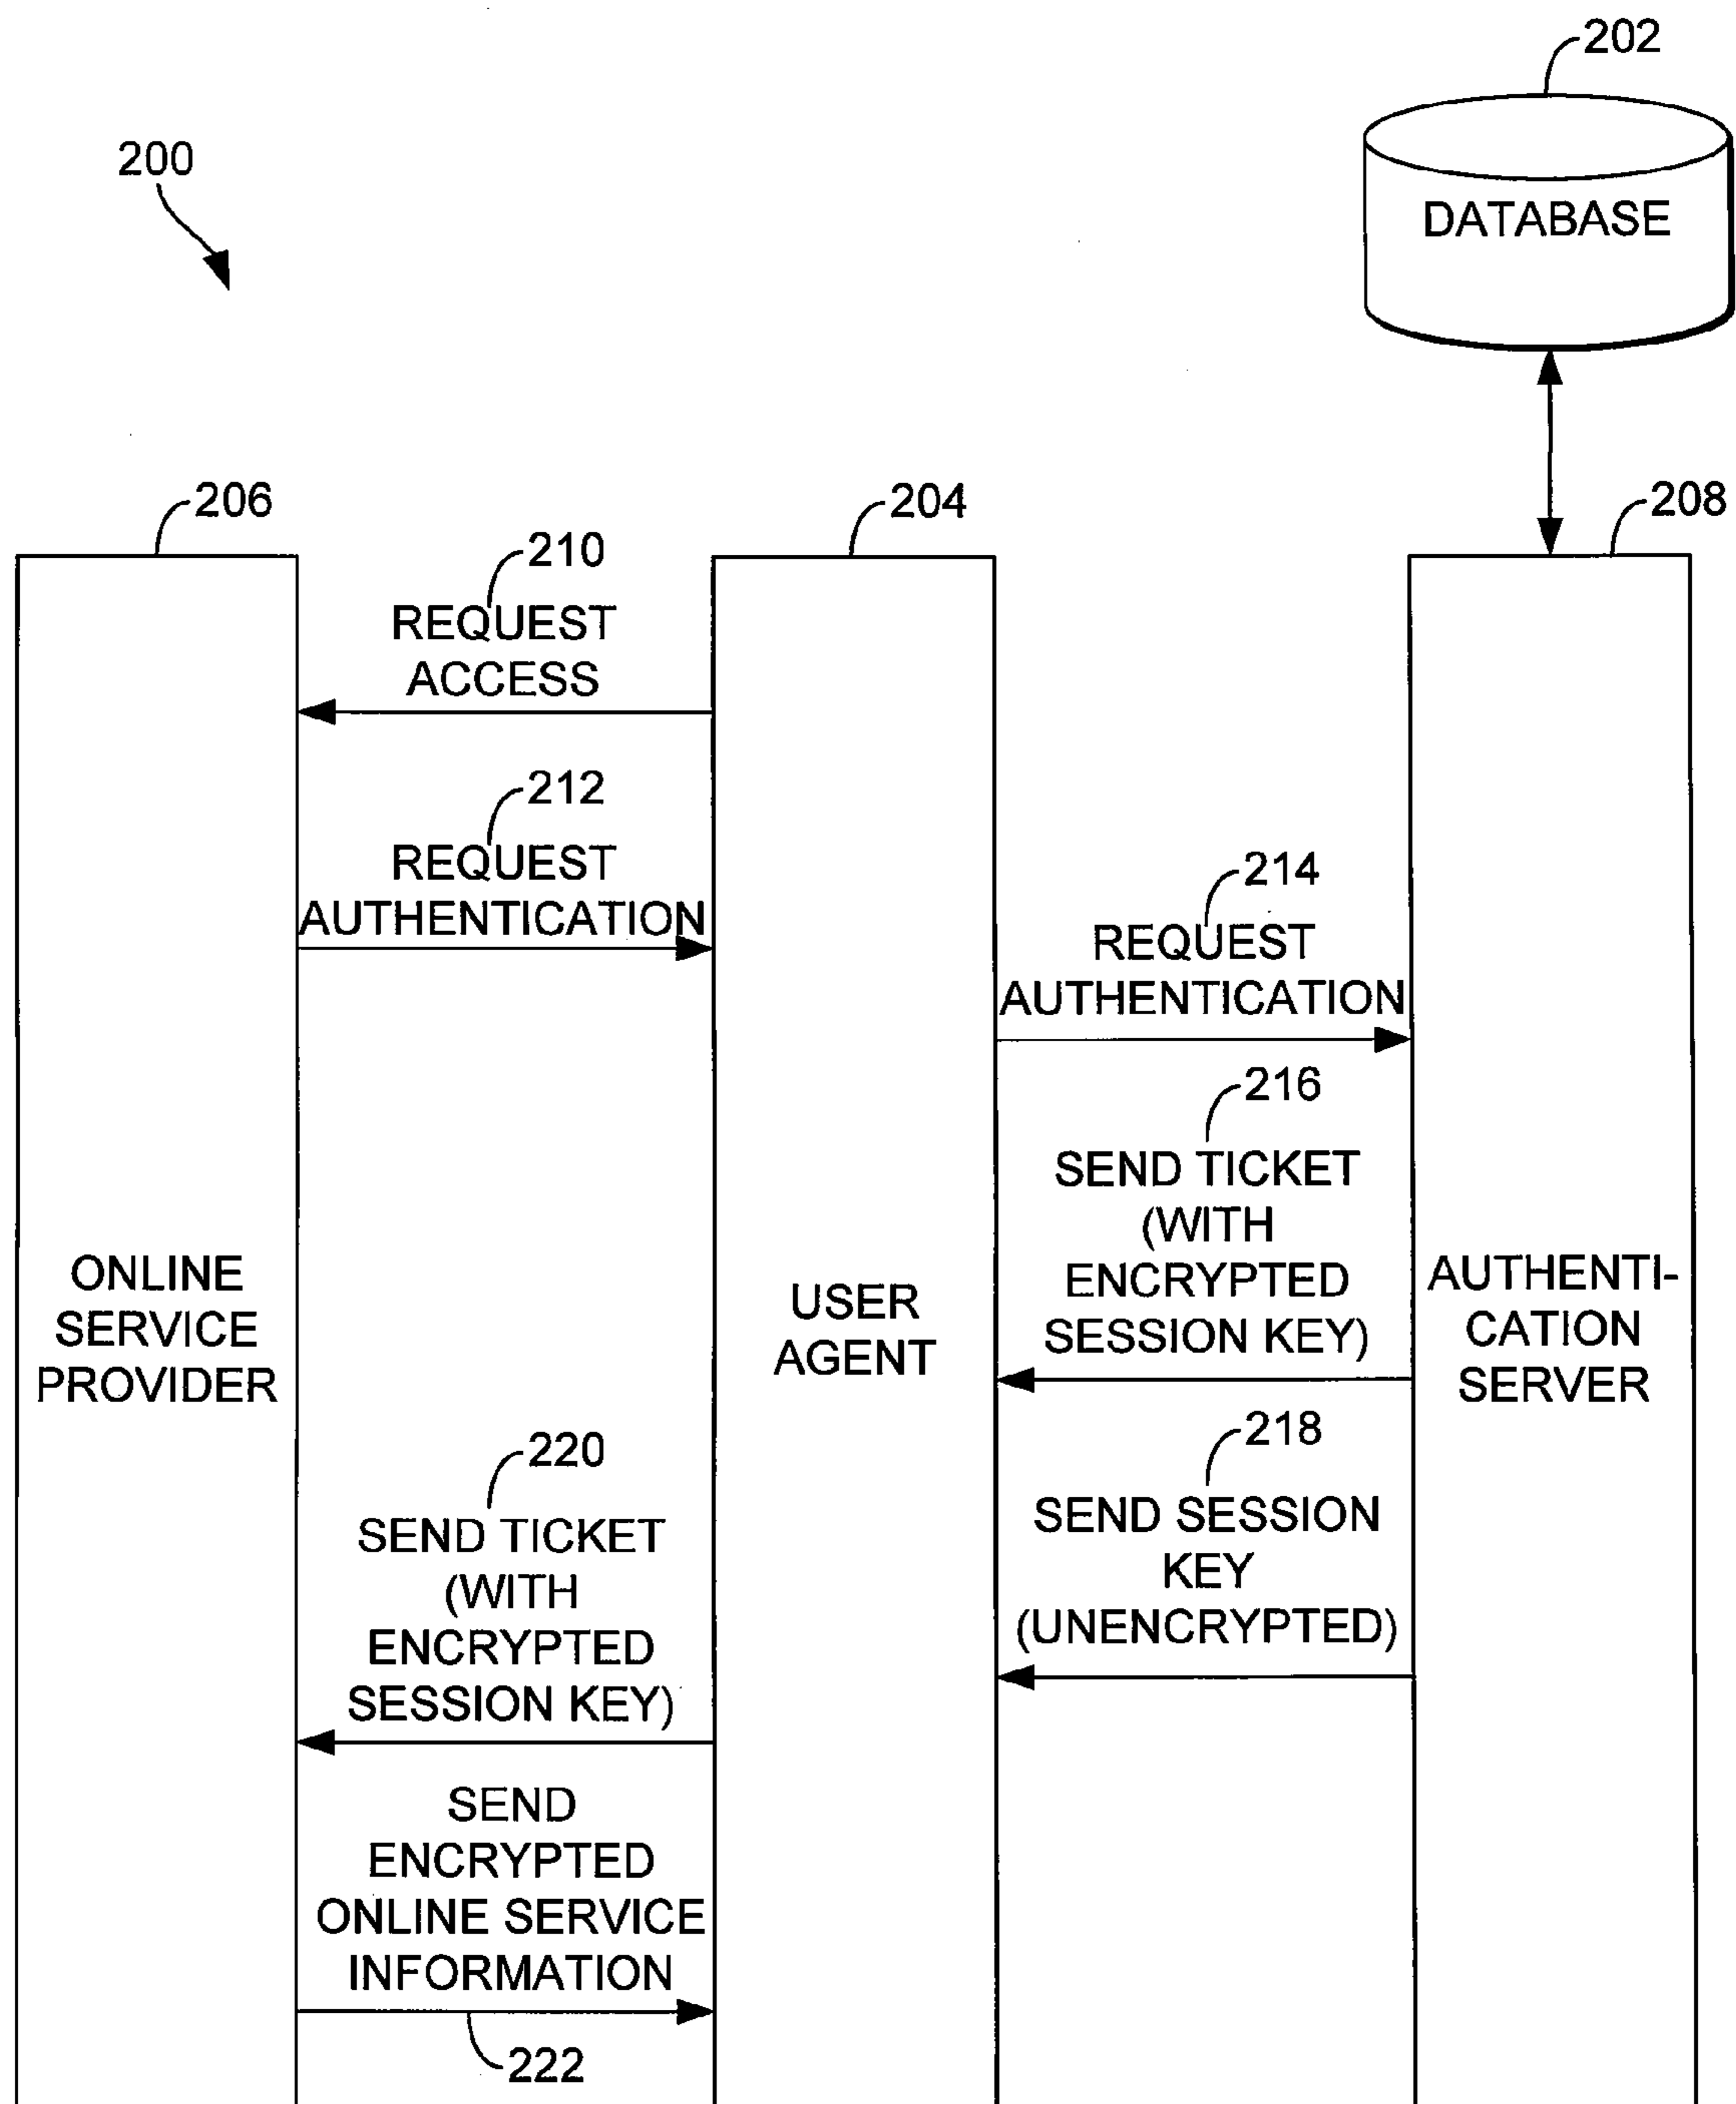 202
200
DATABASE
206
204
208
210
REQUEST
ACCESS
212
REQUEST
AUTHENTICATION
214
REQUEST
AUTHENTICATION
216
SEND TICKET
(WITH
ENCRYPTED
SESSION KEY)
ONLINE
SERVICE
PROVIDER
USER
AGENT
AUTHENTI-
CATION
SERVER
218
SEND SESSION
KEY
(UNENCRYPTED)
220
SEND TICKET
(WITH
ENCRYPTED
SESSION KEY)
SEND
ENCRYPTED
ONLINE SERVICE
INFORMATION
222